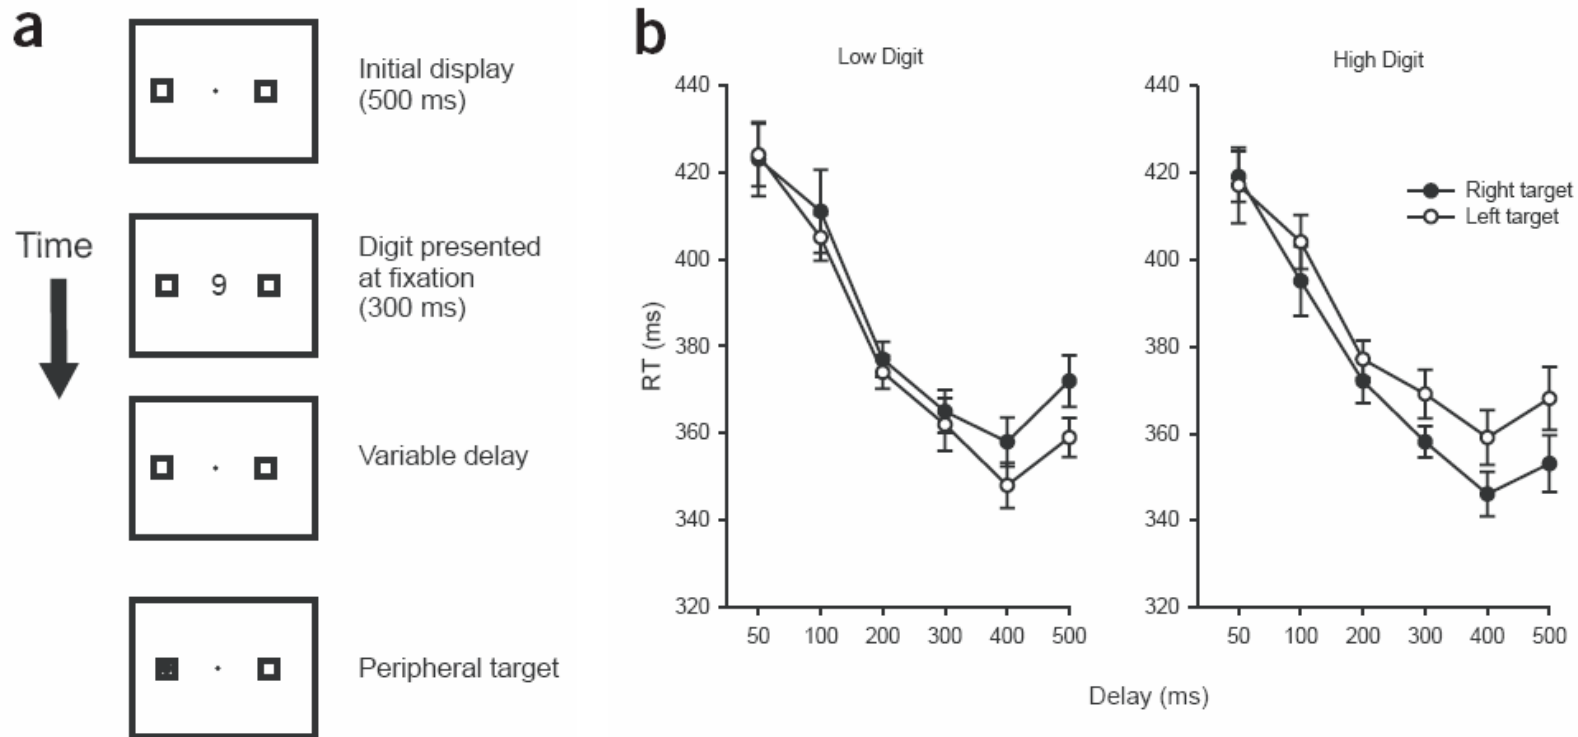 a
Initial display
(500 ms)
Time
9
Digit presented
at fixation
(300 ms)
Variable delay
Peripheral target
b
Low Digit
440
420
400
380
360
340
320
RT (ms)
50 100 200 300 400 500
High Digit
440
420
400
380
360
340
320
50 100 200 300 400 500
Right target
Left target
Delay (ms)